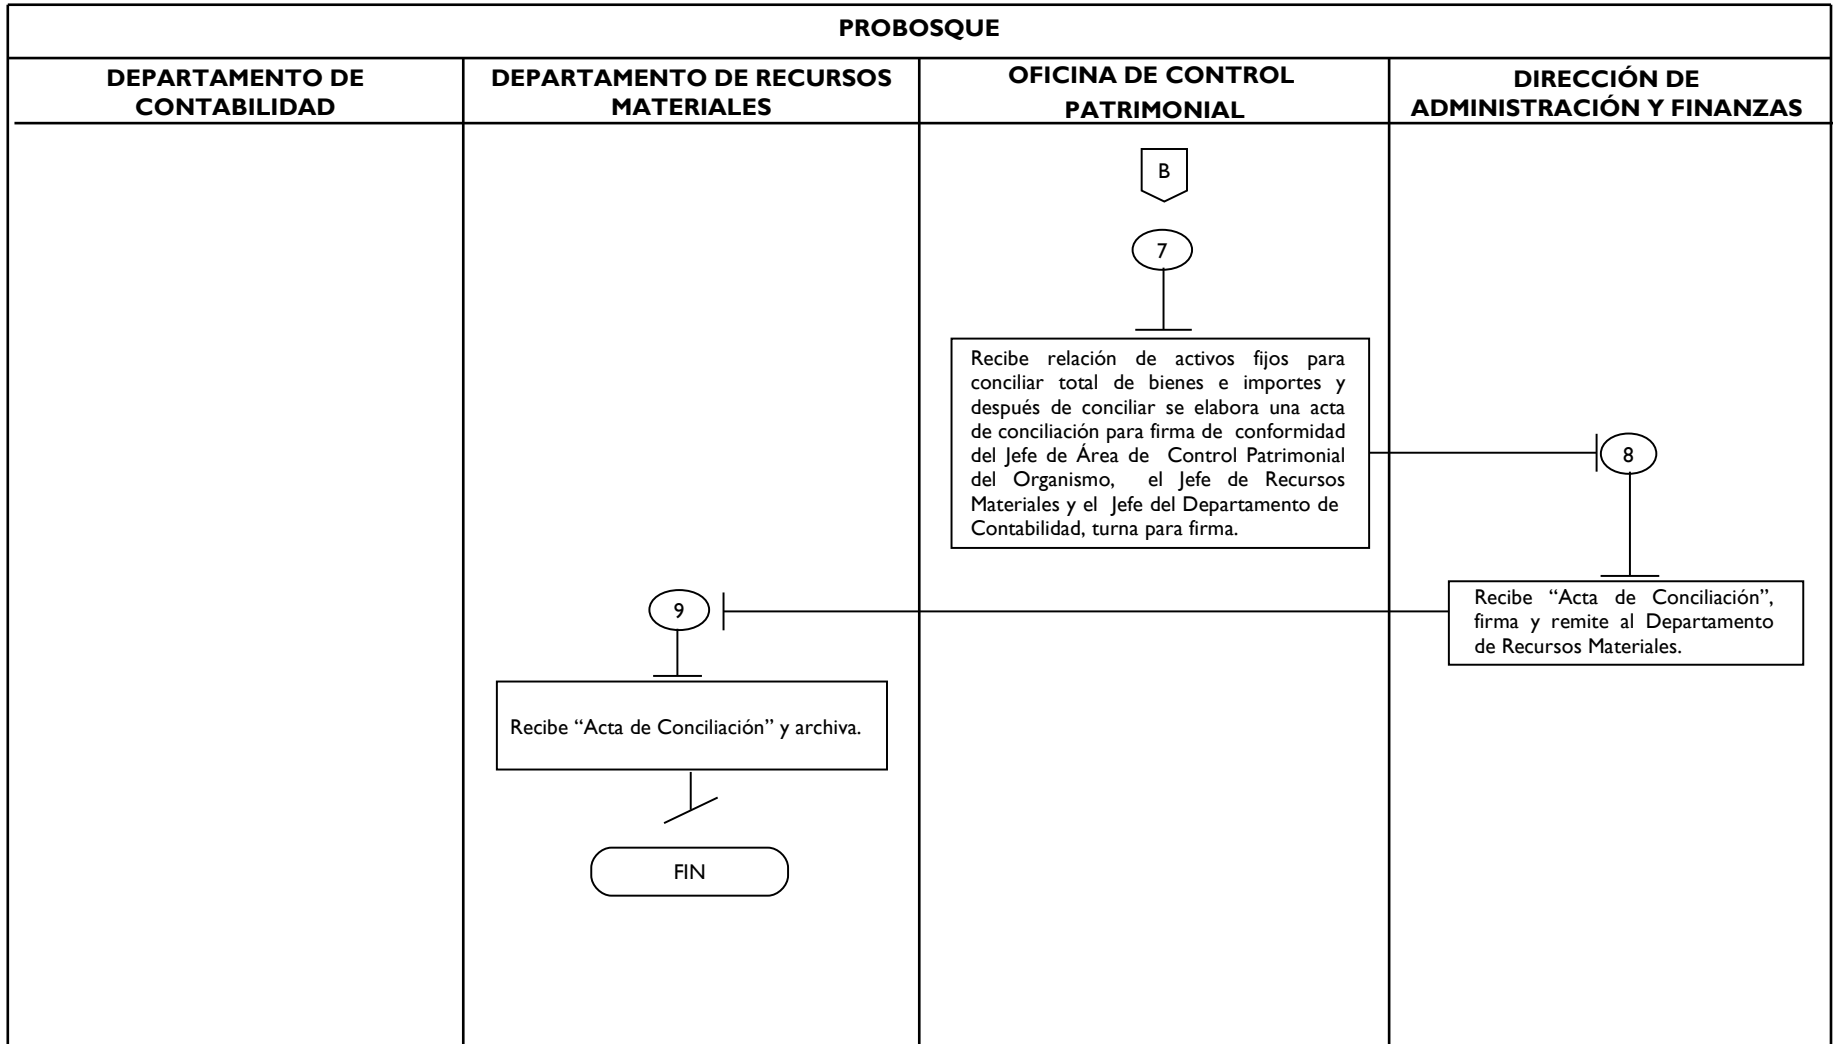 PROBOSQUE
DEPARTAMENTO DE
CONTABILIDAD
DEPARTAMENTO DE RECURSOS
MATERIALES
OFICINA DE CONTROL
PATRIMONIAL
DIRECCIÓN DE
ADMINISTRACIÓN Y FINANZAS
B
7
Recibe relación de activos fijos para
conciliar total de bienes e importes y
después de conciliar se elabora una acta
de conciliación para firma de conformidad
del Jefe de Área de Control Patrimonial
del Organismo, el Jefe de Recursos
Materiales y el Jefe del Departamento de
Contabilidad, turna para firma.
8
Recibe “Acta de Conciliación”,
firma y remite al Departamento
de Recursos Materiales.
9
Recibe “Acta de Conciliación” y archiva.
FIN